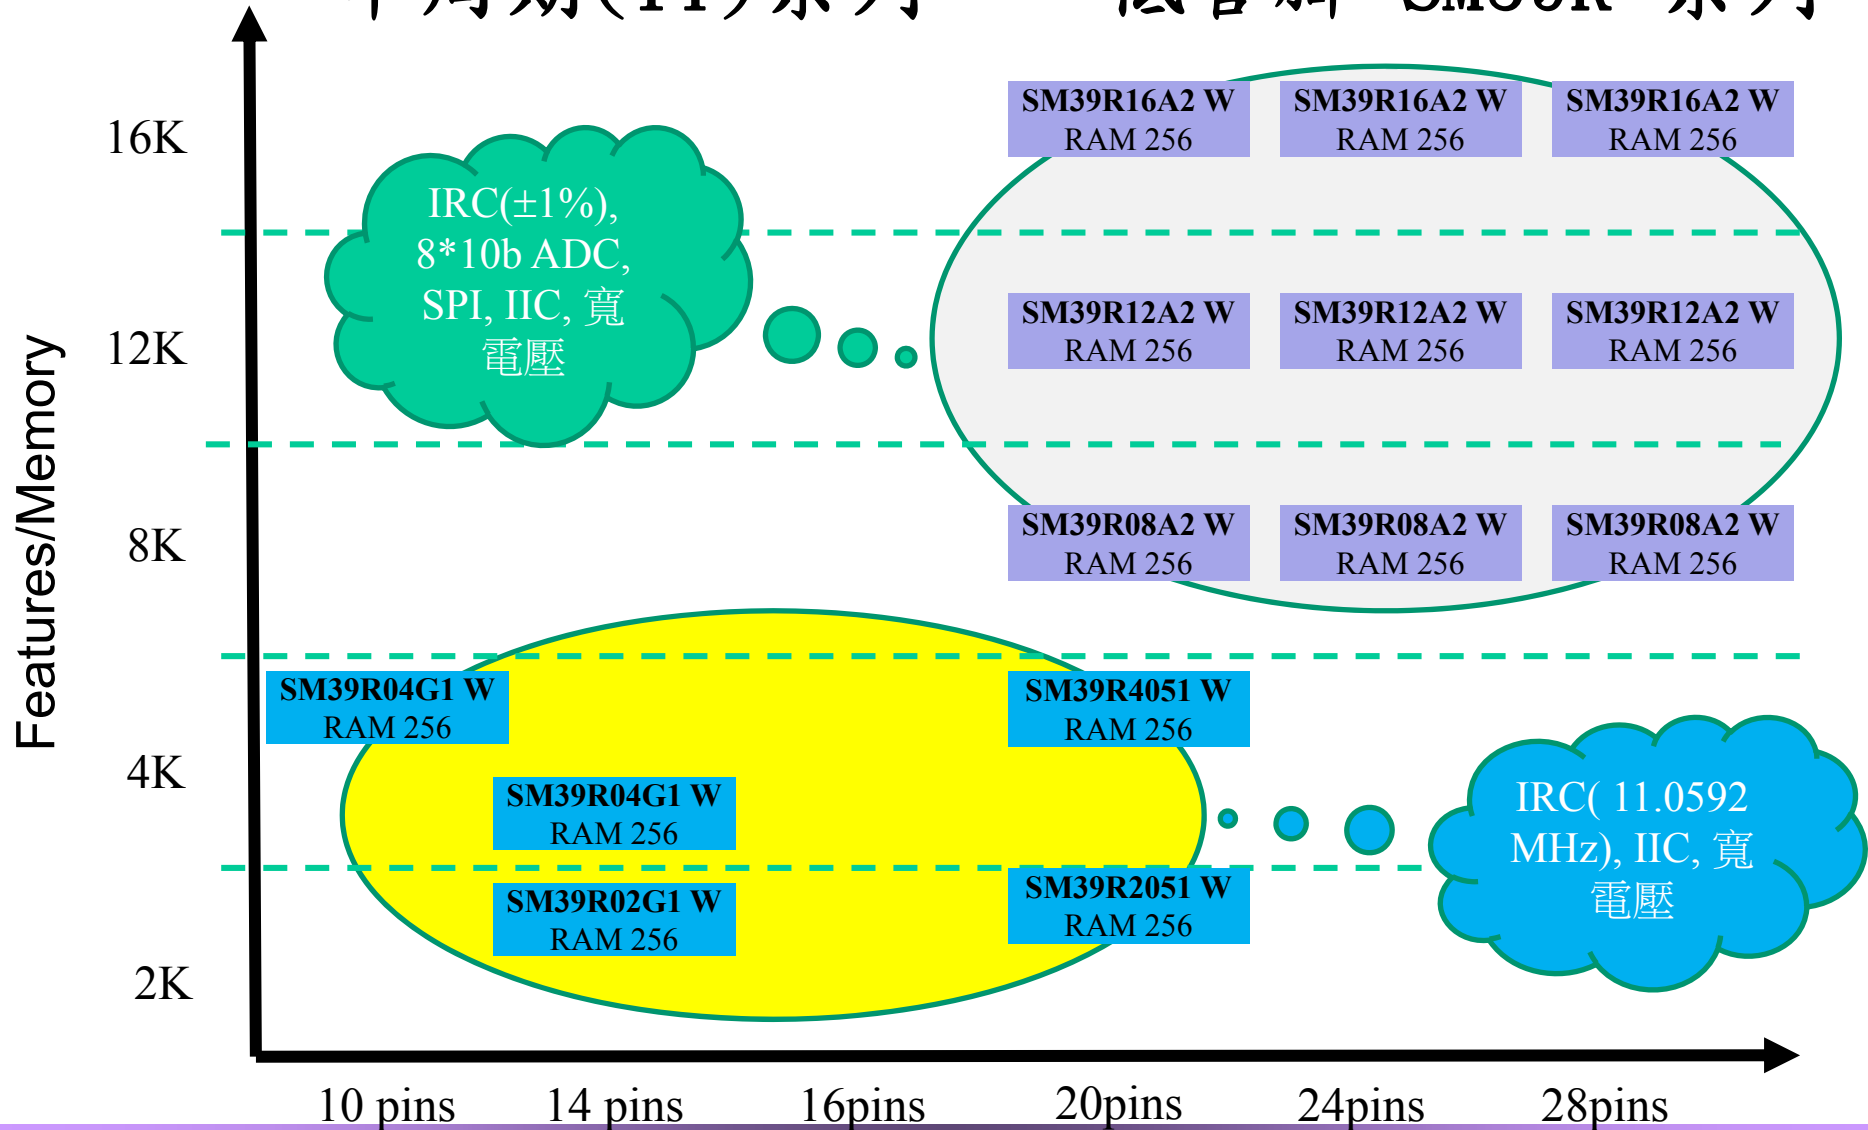 16K
12K
8K
4K
2K
Features/Memory
IRC(±1%),
8*10b ADC,
SPI, IIC, 寬
電壓
SM39R16A2 W
RAM 256
SM39R16A2 W
RAM 256
SM39R16A2 W
RAM 256
SM39R12A2 W
RAM 256
SM39R12A2 W
RAM 256
SM39R12A2 W
RAM 256
SM39R08A2 W
RAM 256
SM39R08A2 W
RAM 256
SM39R08A2 W
RAM 256
SM39R04G1 W
RAM 256
SM39R4051 W
RAM 256
SM39R04G1 W
RAM 256
SM39R02G1 W
RAM 256
SM39R2051 W
RAM 256
IRC( 11.0592
MHz), IIC, 寬
電壓
10 pins
14 pins
16pins
20pins
24pins
28pins